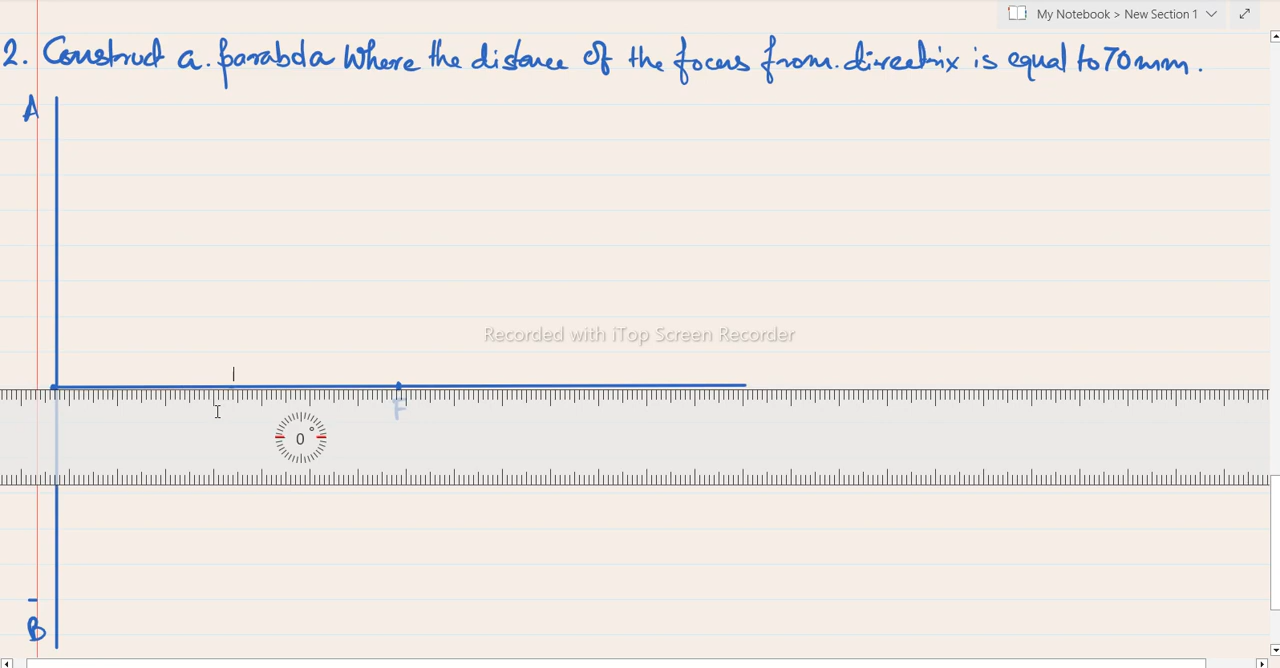 My Notebook > New Section 1
2. Construct a. parabola Where the distance of the focus from. directrix is equal to 70mm.
A
Recorded with iTop Screen Recorder
F
0°
B